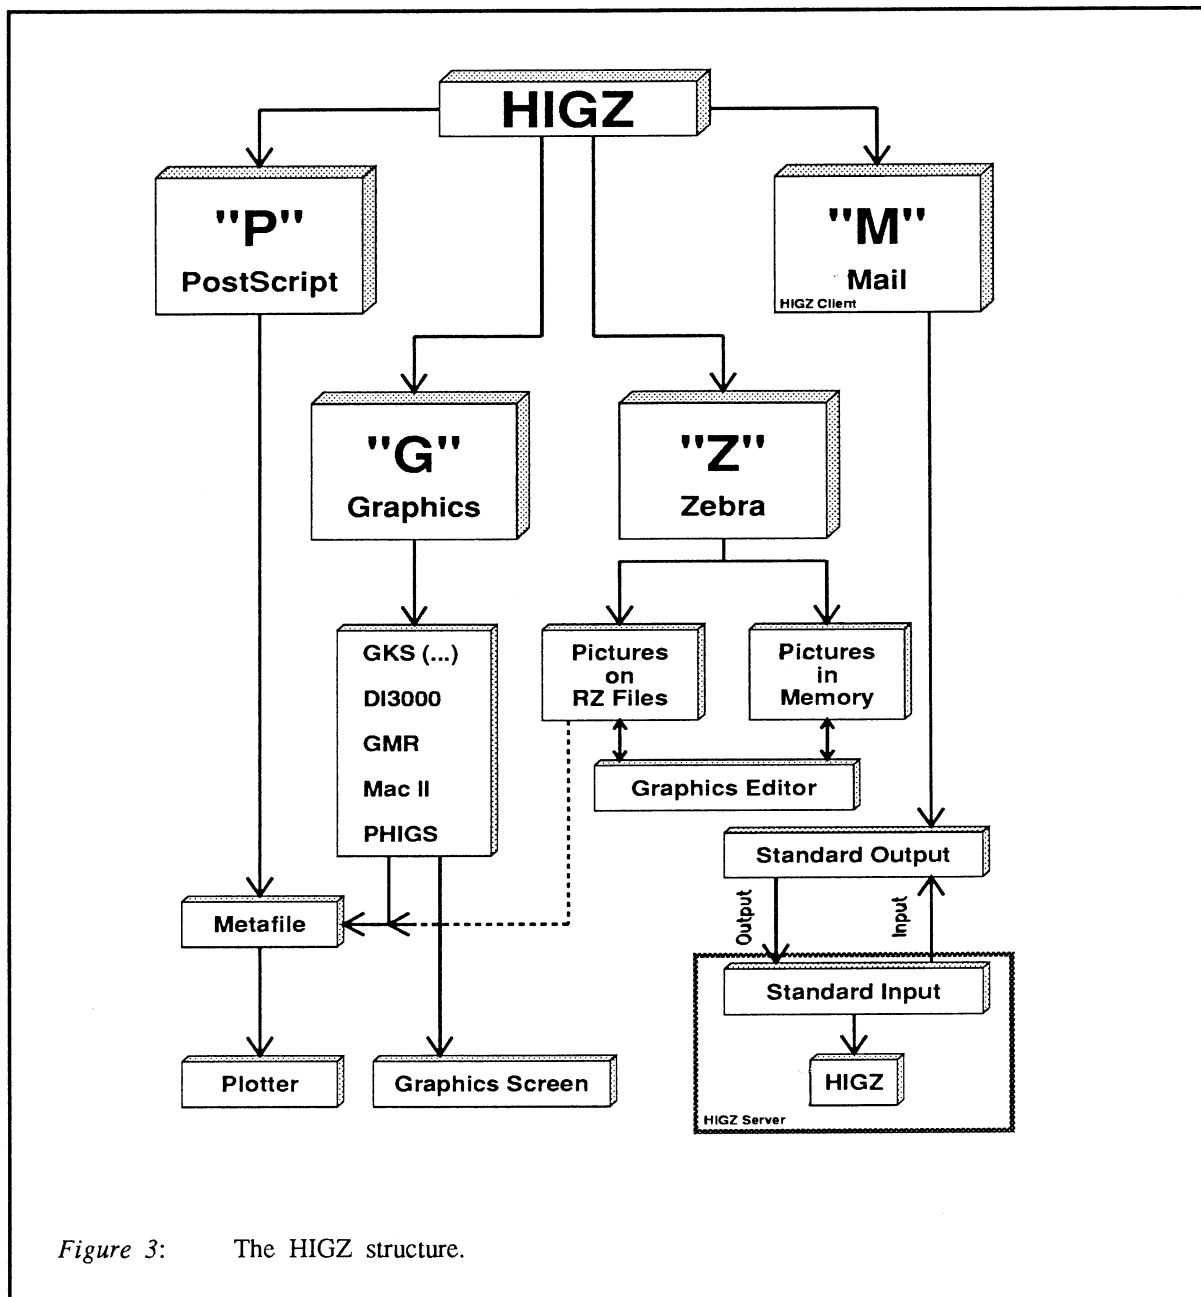 HIGZ
"P"
PostScript
"M"
Mail
HIGZ Client
"G"
Graphics
"Z"
Zebra
GKS (...)
DI3000
GMR
Mac II
PHIGS
Pictures
on
RZ Files
Pictures
in
Memory
Graphics Editor
Standard Output
Metafile
Output
Input
Standard Input
HIGZ
HIGZ Server
Plotter
Graphics Screen
Figure 3: The HIGZ structure.